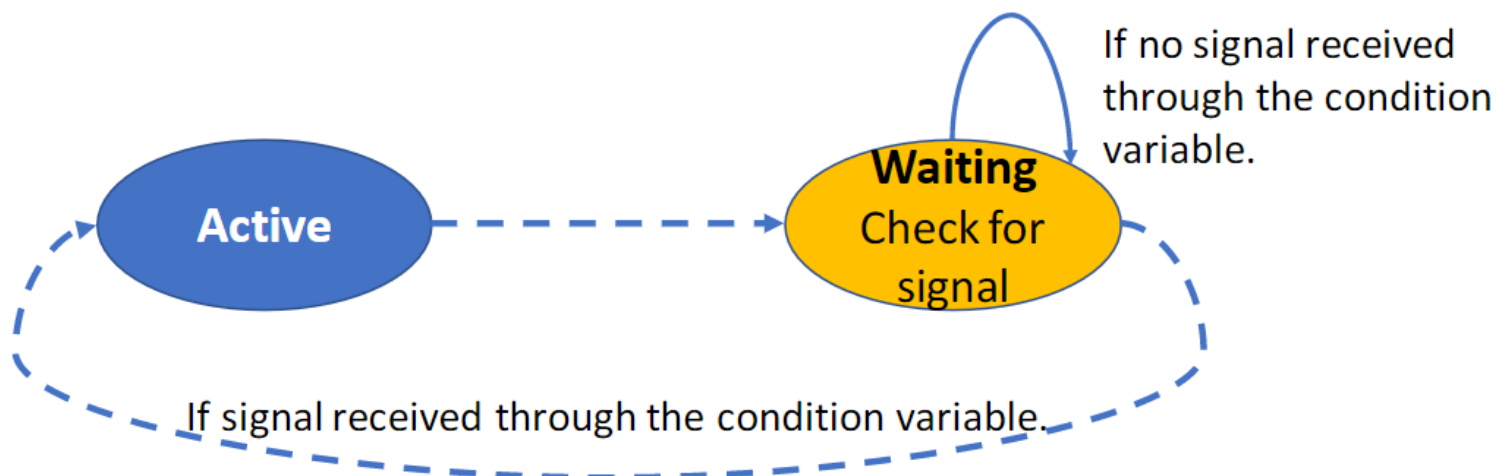 If no signal received
through the condition
variable.
Active
Waiting
Check for
signal
If signal received through the condition variable.